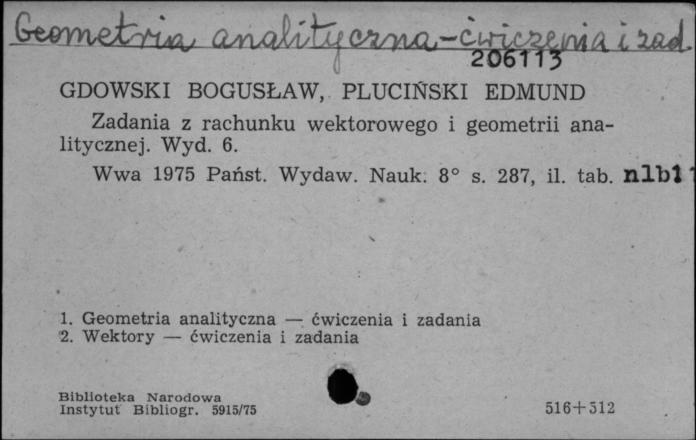 Geometria analityczna - ćwiczenia i zad.
206113
GDOWSKI BOGUSŁAW, PLUCIŃSKI EDMUND
Zadania z rachunku wektorowego i geometrii ana-
litycznej. Wyd. 6.
Wwa 1975 Państ. Wydaw. Nauk. 8° s. 287, il. tab. nlb1
1. Geometria analityczna — ćwiczenia i zadania
2. Wektory — ćwiczenia i zadania
Biblioteka Narodowa
Instytut Bibliogr. 5915/75
516+512